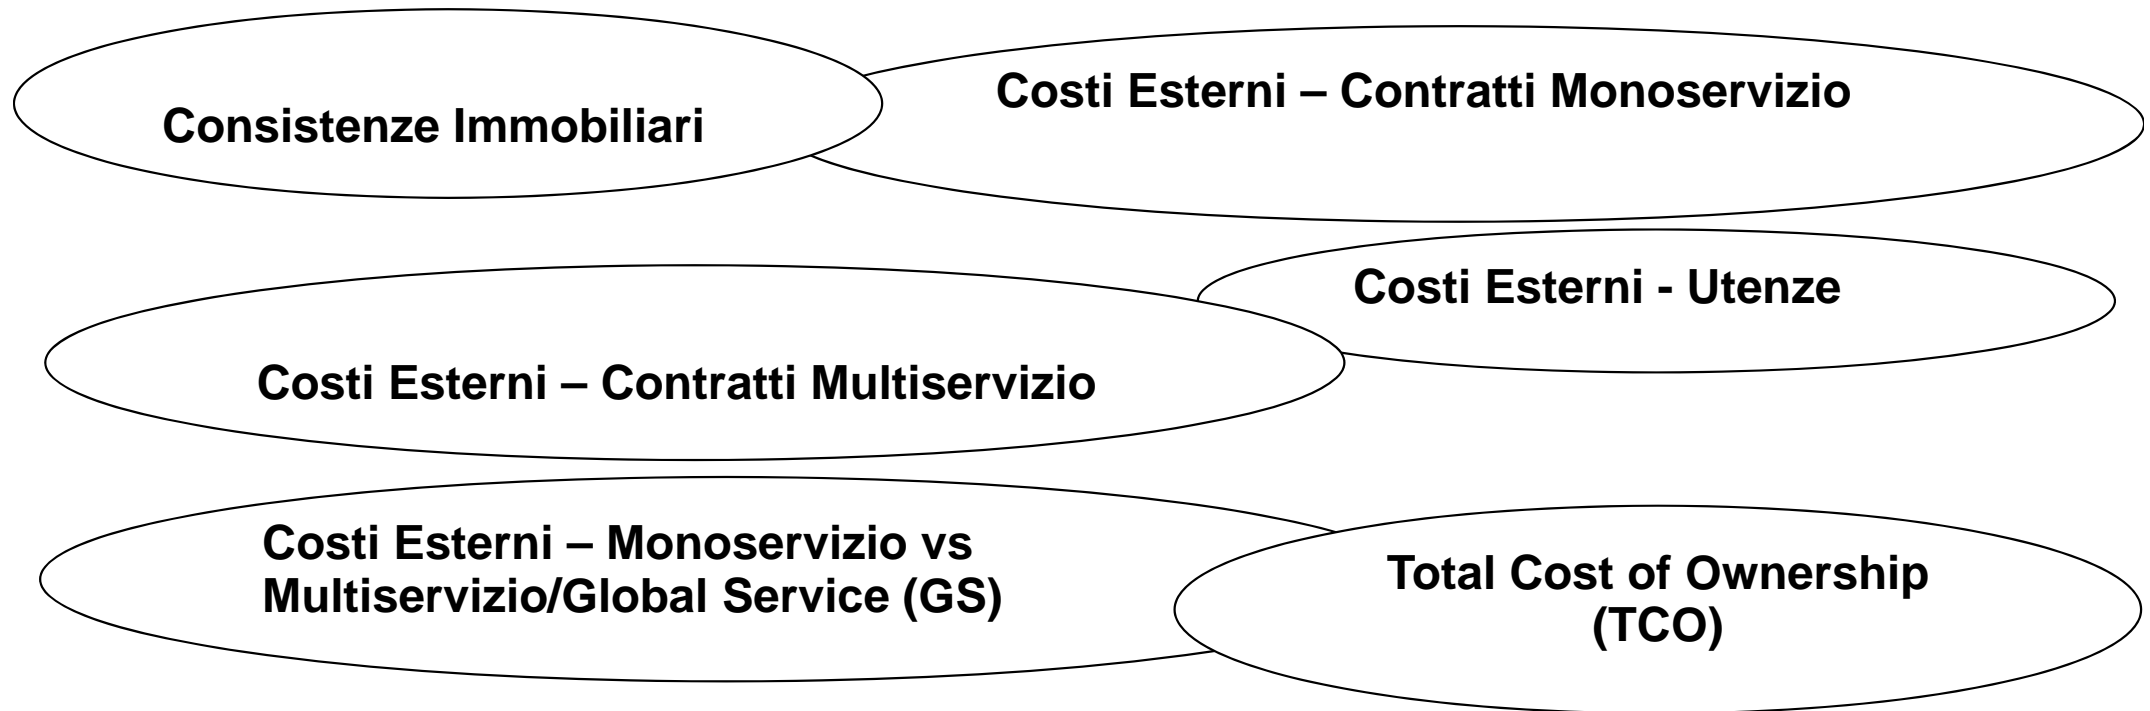 Consistenze Immobiliari
Costi Esterni – Contratti Monoservizio
Costi Esterni - Utenze
Costi Esterni – Contratti Multiservizio
Costi Esterni – Monoservizio vs
Multiservizio/Global Service (GS)
Total Cost of Ownership
(TCO)